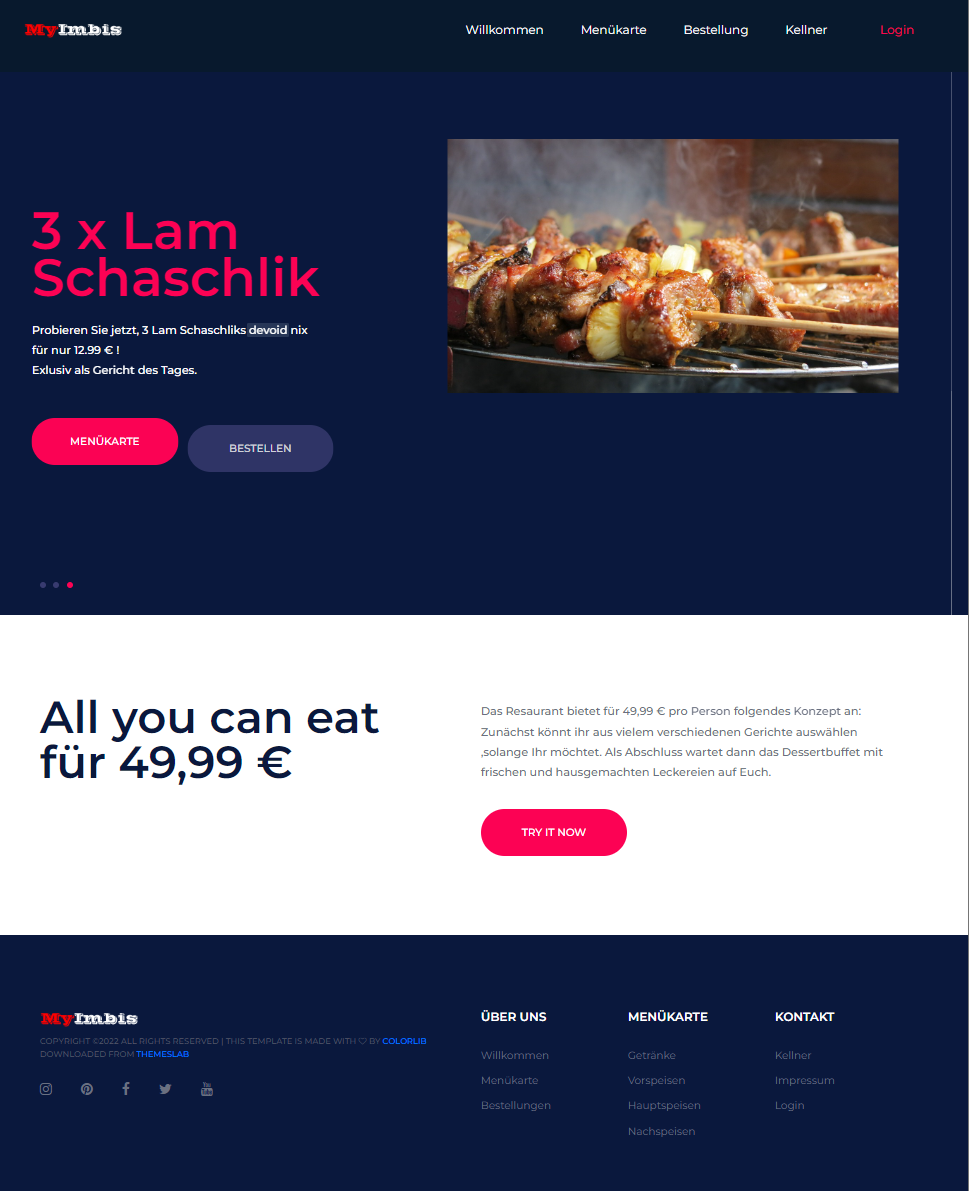 MyImbis
Willkommen Menükarte Bestellung Kellner Login
3 x Lam
Schaschlik
Probieren Sie jetzt, 3 Lam Schaschliks devoid nix
für nur 12.99 € !
Exlusiv als Gericht des Tages.
MENÜKARTE
BESTELLEN
All you can eat
für 49,99 €
Das Resaurant bietet für 49,99 € pro Person folgendes Konzept an:
Zunächst könnt ihr aus vielem verschiedenen Gerichte auswählen
,solange Ihr möchtet. Als Abschluss wartet dann das Dessertbuffet mit
frischen und hausgemachten Leckereien auf Euch.
TRY IT NOW
MyImbis
COPYRIGHT ©2022 ALL RIGHTS RESERVED | THIS TEMPLATE IS MADE WITH ♡ BY COLORLIB
DOWNLOADED FROM THEMESLAB
ÜBER UNS
Willkommen
Menükarte
Bestellungen
MENÜKARTE
Getränke
Vorspeisen
Hauptspeisen
Nachspeisen
KONTAKT
Kellner
Impressum
Login